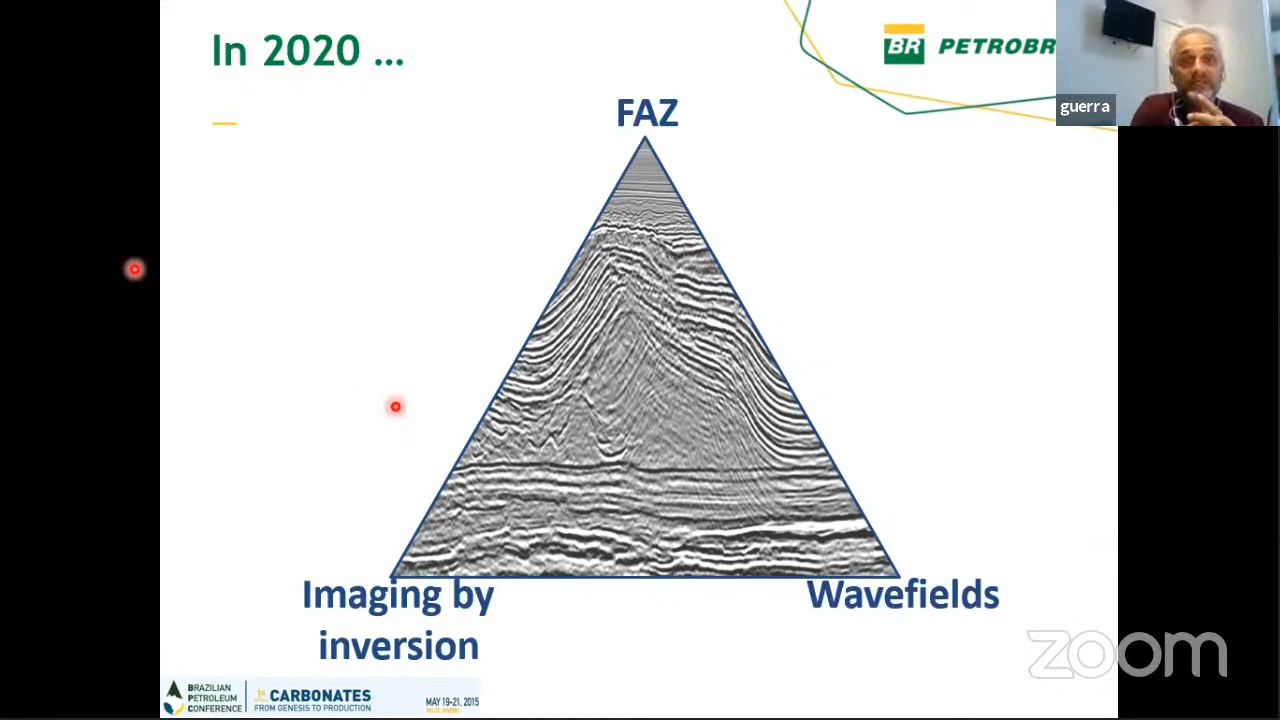 In 2020 ...
BR PETROBR
guerra
FAZ
Imaging by
inversion
Wavefields
zoom
BRAZILIAN
PETROLEUM
CONFERENCE
CARBONATES
FROM GENESIS TO PRODUCTION
MAY 19-21, 2015